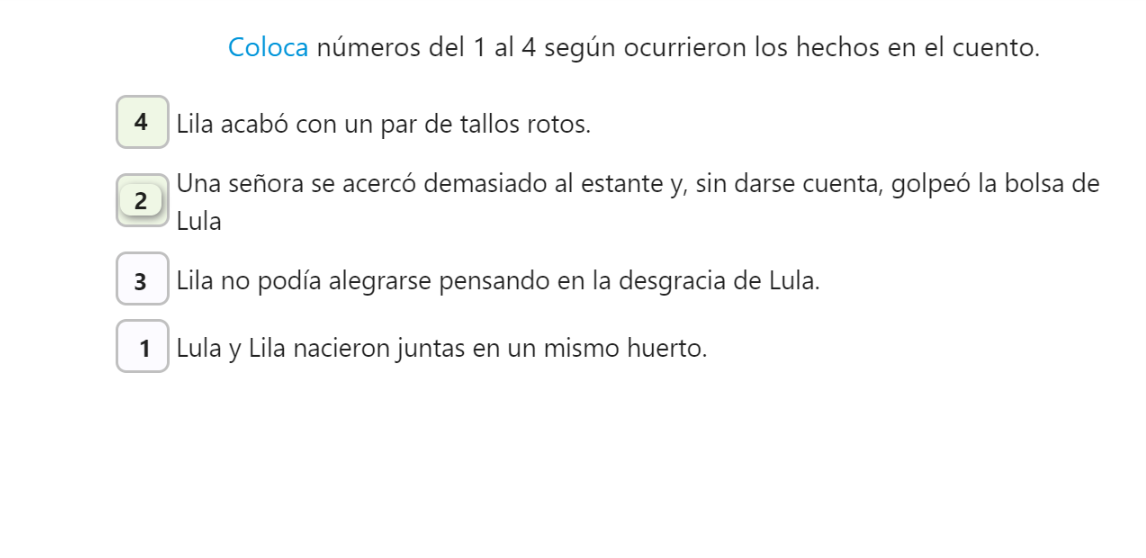 Coloca números del 1 al 4 según ocurrieron los hechos en el cuento.
4 Lila acabó con un par de tallos rotos.
2 Una señora se acercó demasiado al estante y, sin darse cuenta, golpeó la bolsa de
Lula
3 Lila no podía alegrarse pensando en la desgracia de Lula.
1 Lula y Lila nacieron juntas en un mismo huerto.